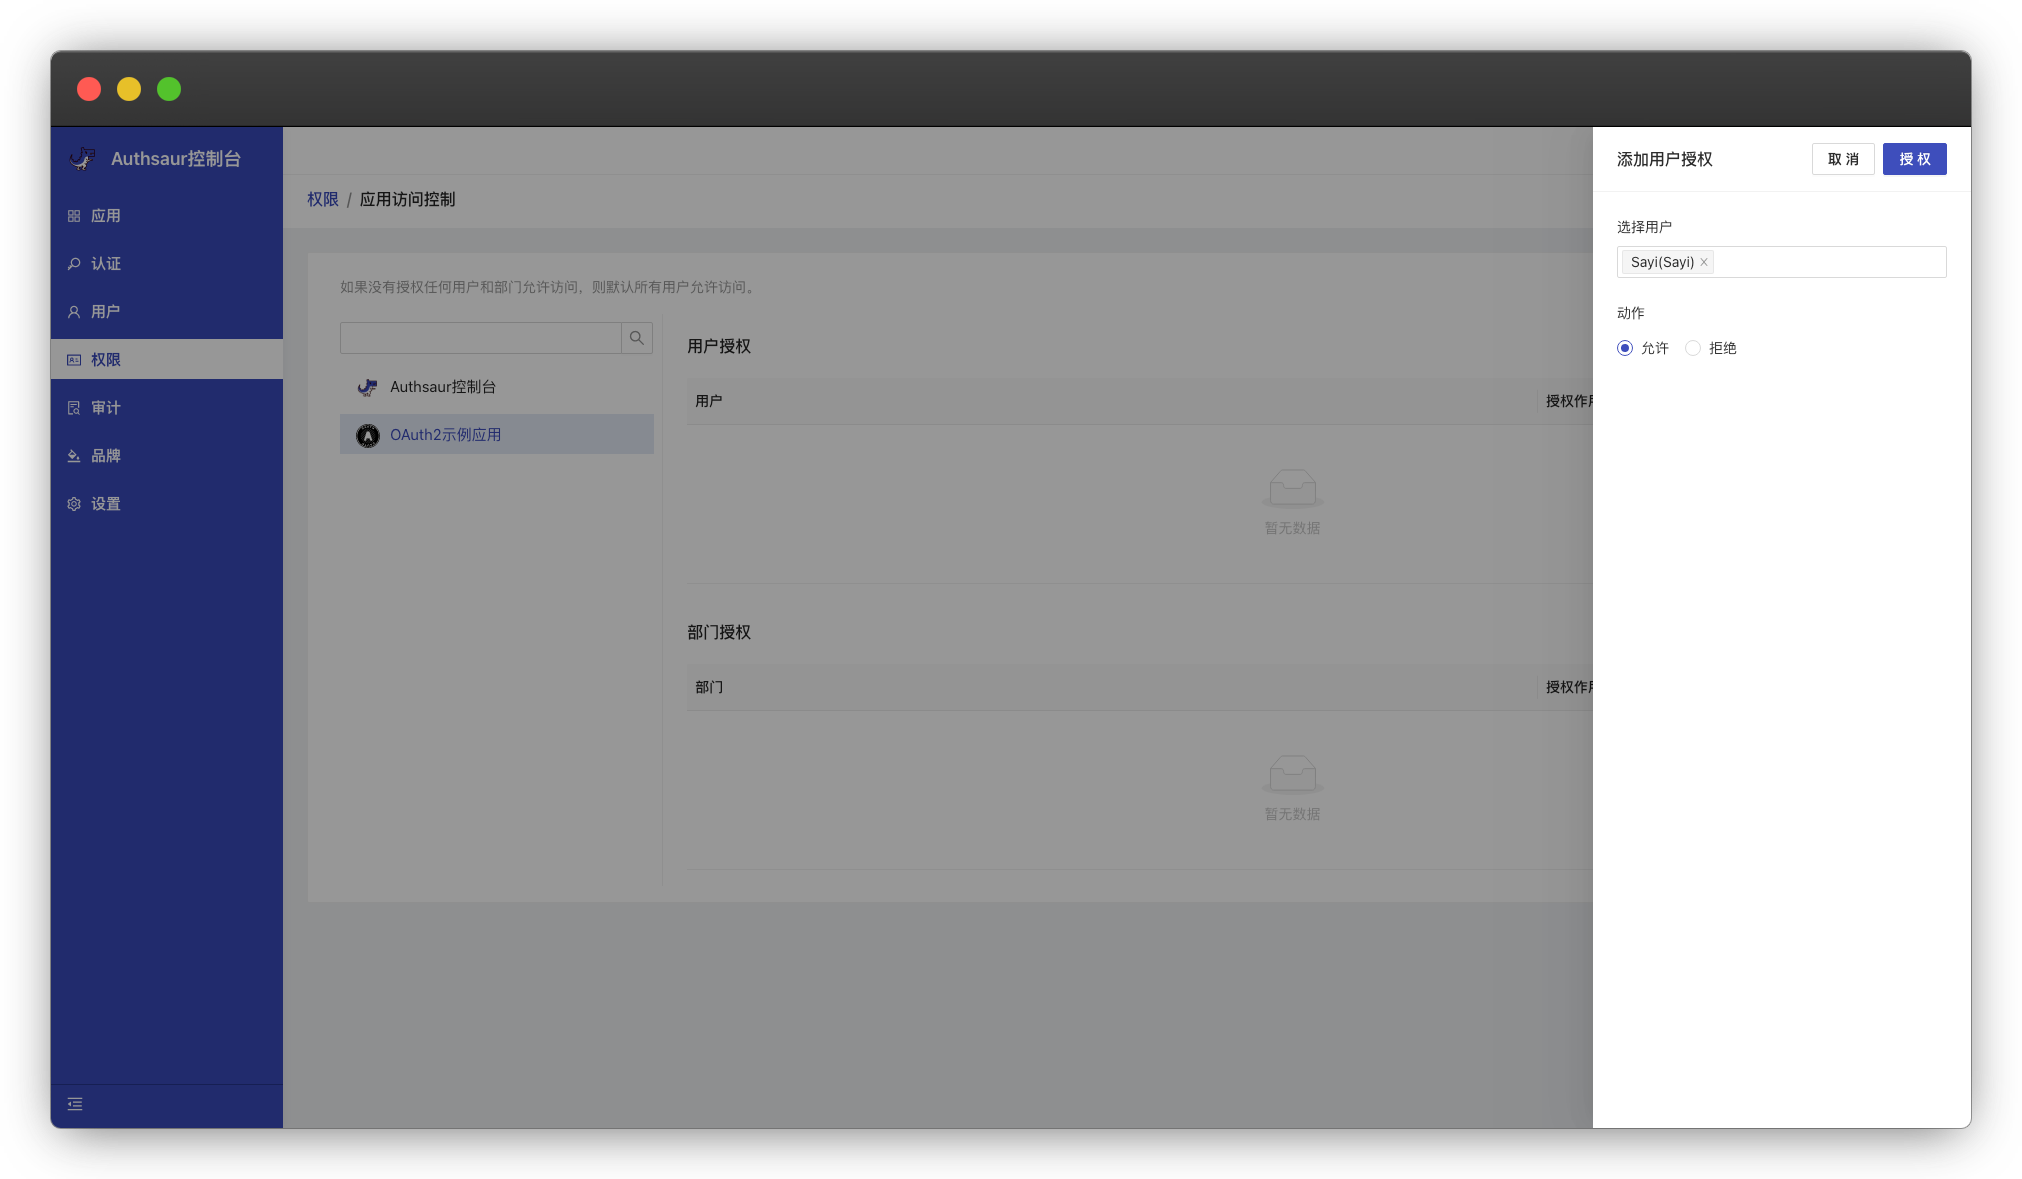 Authsaur控制台
应用
认证
用户
权限
审计
品牌
设置
权限 / 应用访问控制
如果没有授权任何用户和部门允许访问，则默认所有用户允许访问。
Authsaur控制台
OAuth2示例应用
用户授权
用户
授权作用
暂无数据
部门授权
部门
授权作用
暂无数据
添加用户授权
取 消
授 权
选择用户
Sayi(Sayi)
动作
允许
拒绝